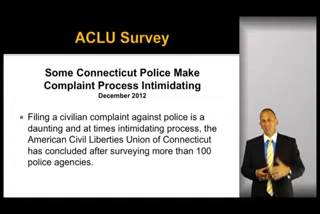 ACLU Survey
Some Connecticut Police Make
Complaint Process Intimidating
December 2012
• Filing a civilian complaint against police is a
daunting and at times intimidating process, the
American Civil Liberties Union of Connecticut
has concluded after surveying more than 100
police agencies.